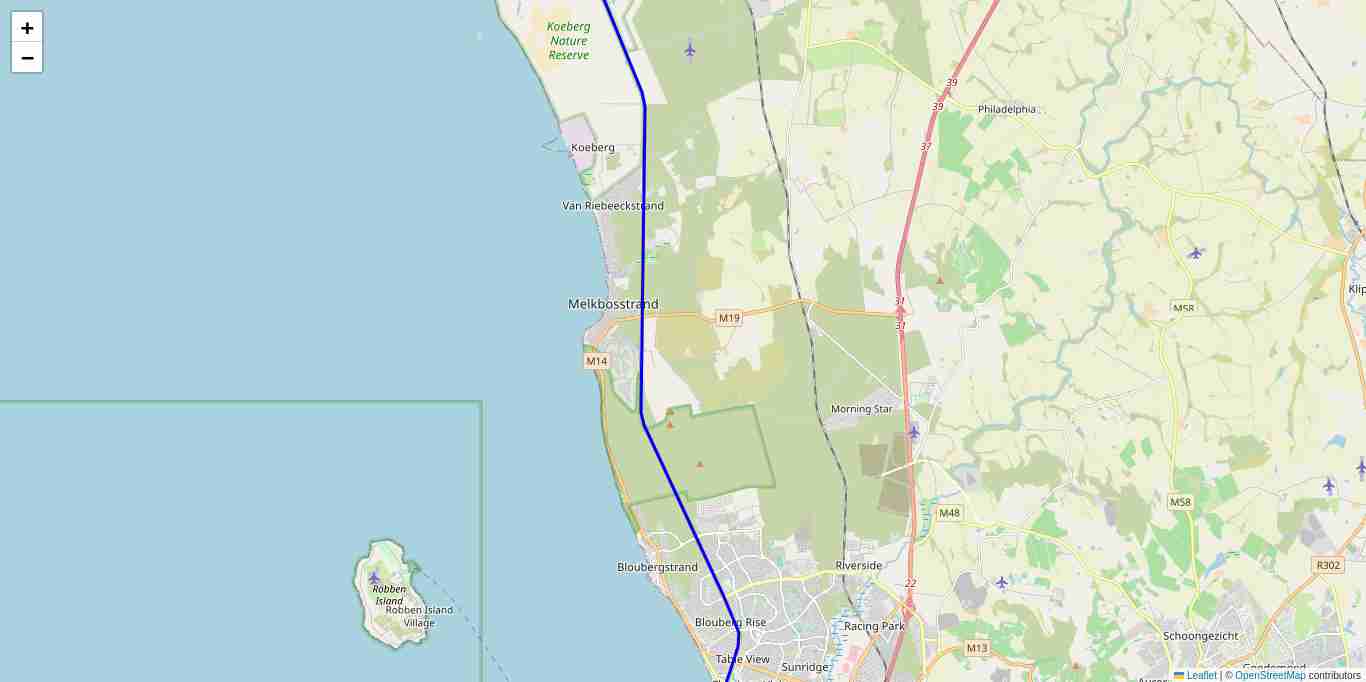 +
−
Koeberg
Nature
Reserve
39
39
Philadelphia
37
Koeberg
Van Riebeeckstrand
Melkbosstrand
31
31
M19
M58
M14
Morning Star
M58
M48
Bloubergstrand
Riverside
R302
22
Robben
Island
Robben Island
Village
Blouberg Rise
Racing Park
Schoongezicht
M13
Table View
Sunridge
Leaflet | © OpenStreetMap contributors